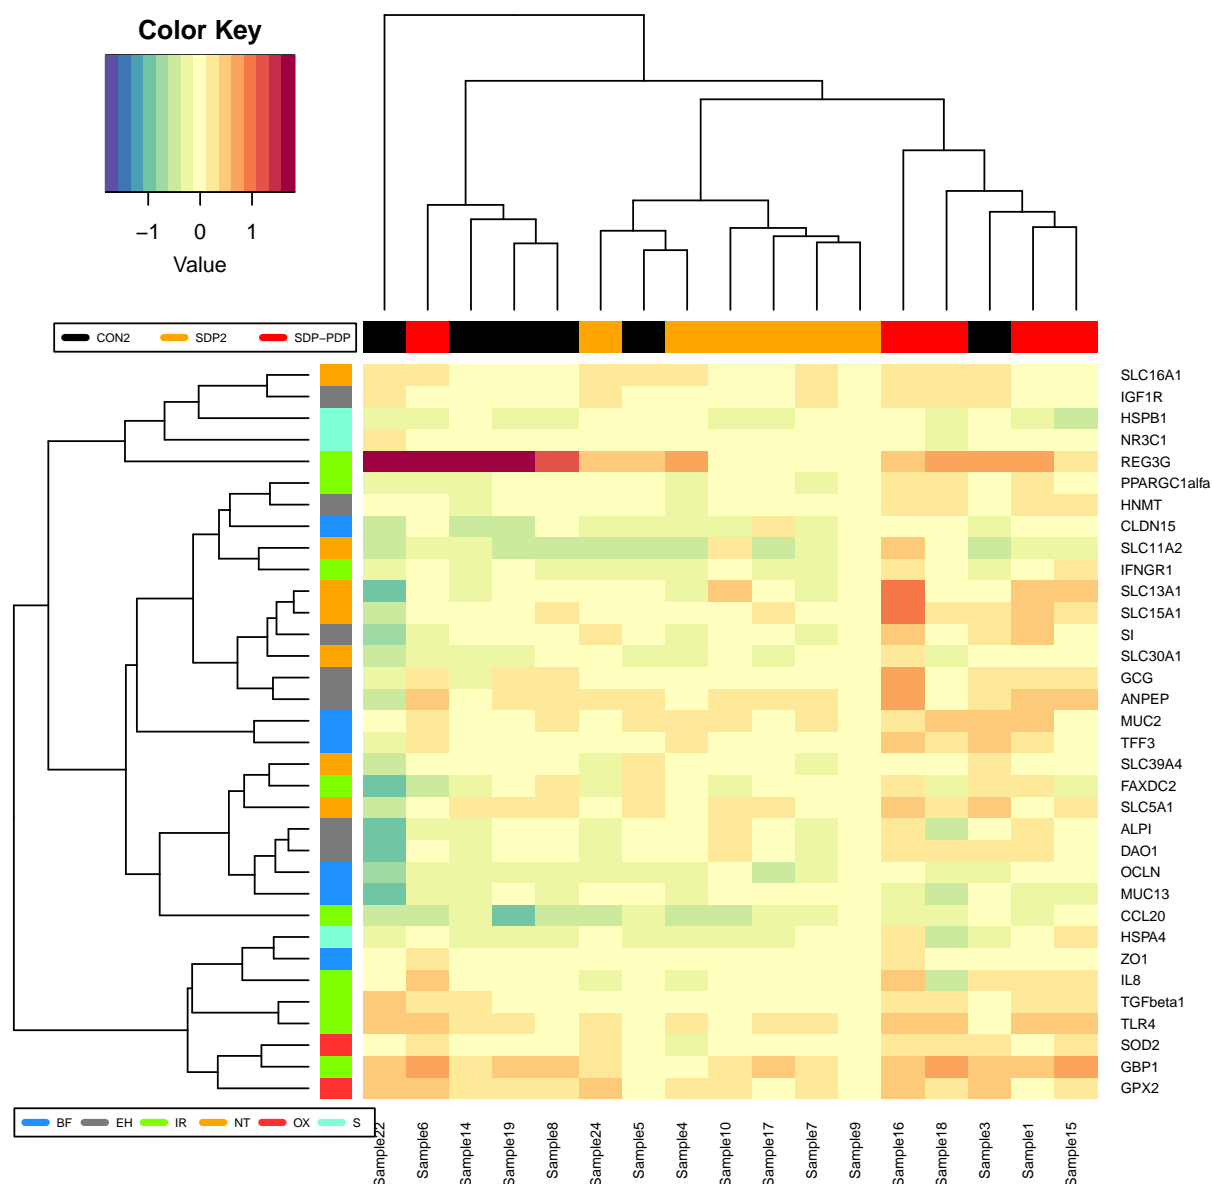 Color Key
−1 0 1
Value
CON2 SDP2 SDP−PDP
SLC16A1
IGF1R
HSPB1
NR3C1
REG3G
PPARGC1alfa
HNMT
CLDN15
SLC11A2
IFNGR1
SLC13A1
SLC15A1
SI
SLC30A1
GCG
ANPEP
MUC2
TFF3
SLC39A4
FAXDC2
SLC5A1
ALPI
DAO1
OCLN
MUC13
CCL20
HSPA4
ZO1
IL8
TGFbeta1
TLR4
SOD2
GBP1
GPX2
BF EH IR NT OX S
Sample22
Sample6
Sample14
Sample19
Sample8
Sample24
Sample5
Sample4
Sample10
Sample17
Sample7
Sample9
Sample16
Sample18
Sample3
Sample1
Sample15